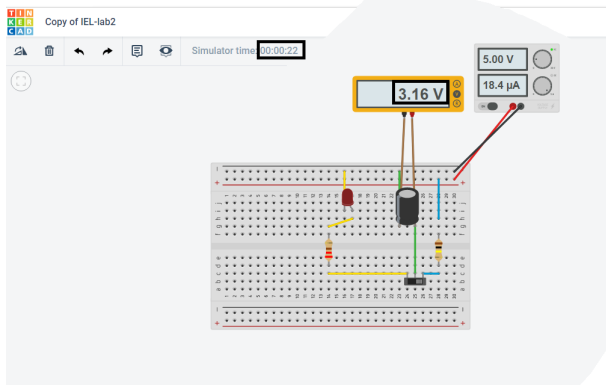 TIN
KER
CAD
Copy of IEL-lab2
Simulator time: 00:00:22
3.16 V
5.00 V
18.4 µA